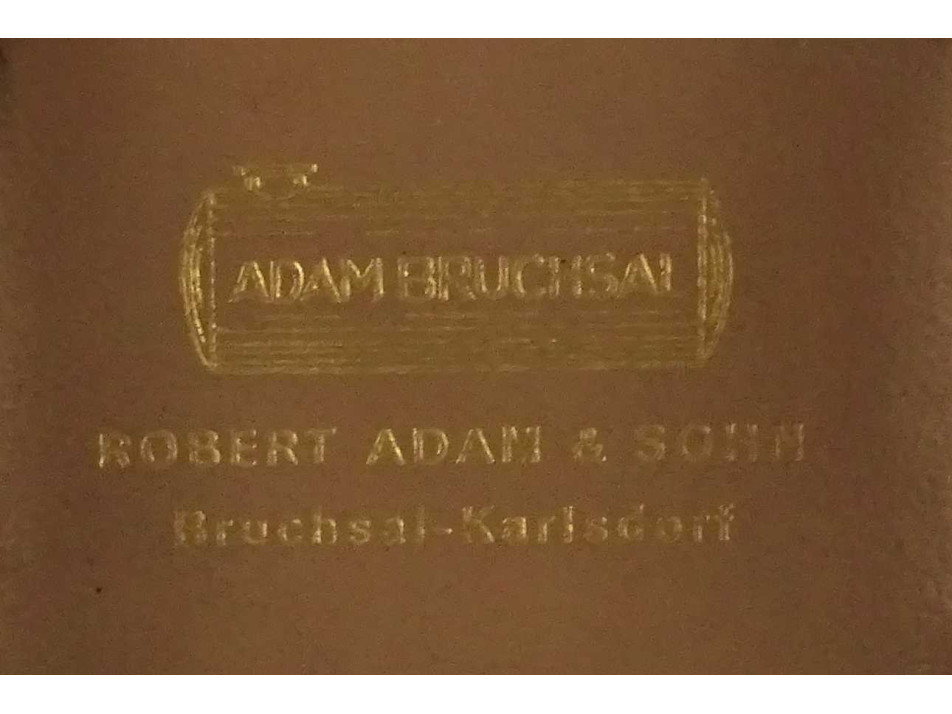 ADAM BRUCHSAL
ROBERT ADAM & SOHN
Bruchsal-Karlsdorf